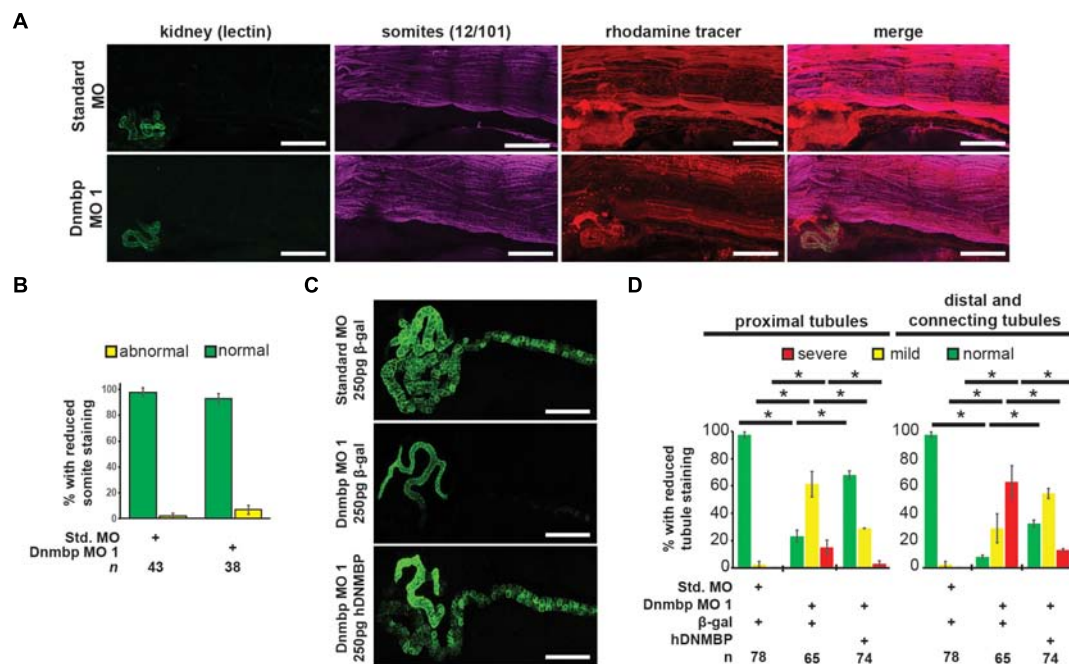 A
kidney (lectin)
somites (12/101)
rhodamine tracer
merge
Standard
MO
Dnmbp
MO 1
B
abnormal
normal
% with reduced
somite staining
100
80
60
40
20
0
Std. MO +
Dnmbp MO 1 +
n 43 38
C
Standard MO
250pg β-gal
Dnmbp MO 1
250pg β-gal
Dnmbp MO 1
250pg hDNMBP
D
proximal tubules
distal and
connecting tubules
severe
mild
normal
* *
* *
* *
* *
* *
* *
% with reduced
tubule staining
100
80
60
40
20
0
100
80
60
40
20
0
Std. MO + +
Dnmbp MO 1 + + + +
β-gal + + + +
hDNMBP + +
n 78 65 74 78 65 74